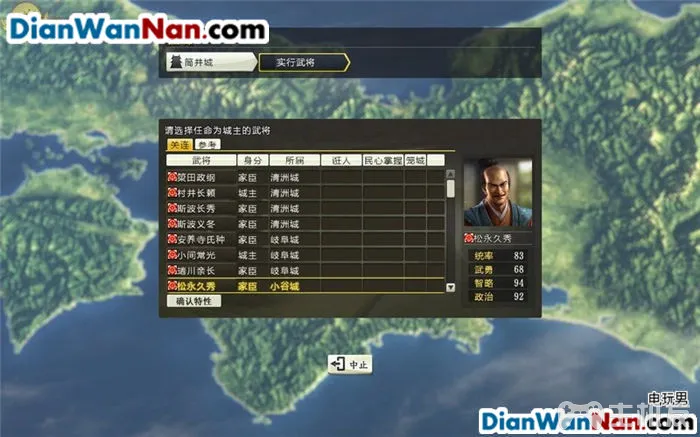 DianWanNan.com
DianWanNan.com
筒井城 实行武将
请选择任命为城主的武将
关连 参考
武将 身分 所属 诳人 民心掌握 笼城
蒅田政纲 家臣 清洲城
村井长赖 城主 清洲城
斯波长秀 家臣 清洲城
斯波义冬 家臣 清洲城
安养寺氏种 家臣 岐阜城
小间常光 城主 岐阜城
堵川亲长 家臣 岐阜城
松永久秀 家臣 小谷城
确认特性
松永久秀
统率 83
武勇 68
智略 94
政治 92
中止
电玩男
DianWanNan.com